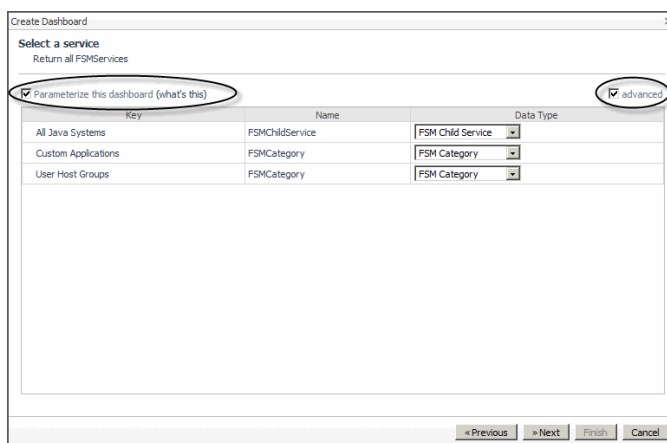 Create Dashboard
Select a service
Return all FSMServices
Parameterize this dashboard (what's this) advanced
Key Name Data Type
All Java Systems FSMChildService FSM Child Service
Custom Applications FSMCategory FSM Category
User Host Groups FSMCategory FSM Category
« Previous » Next Finish Cancel